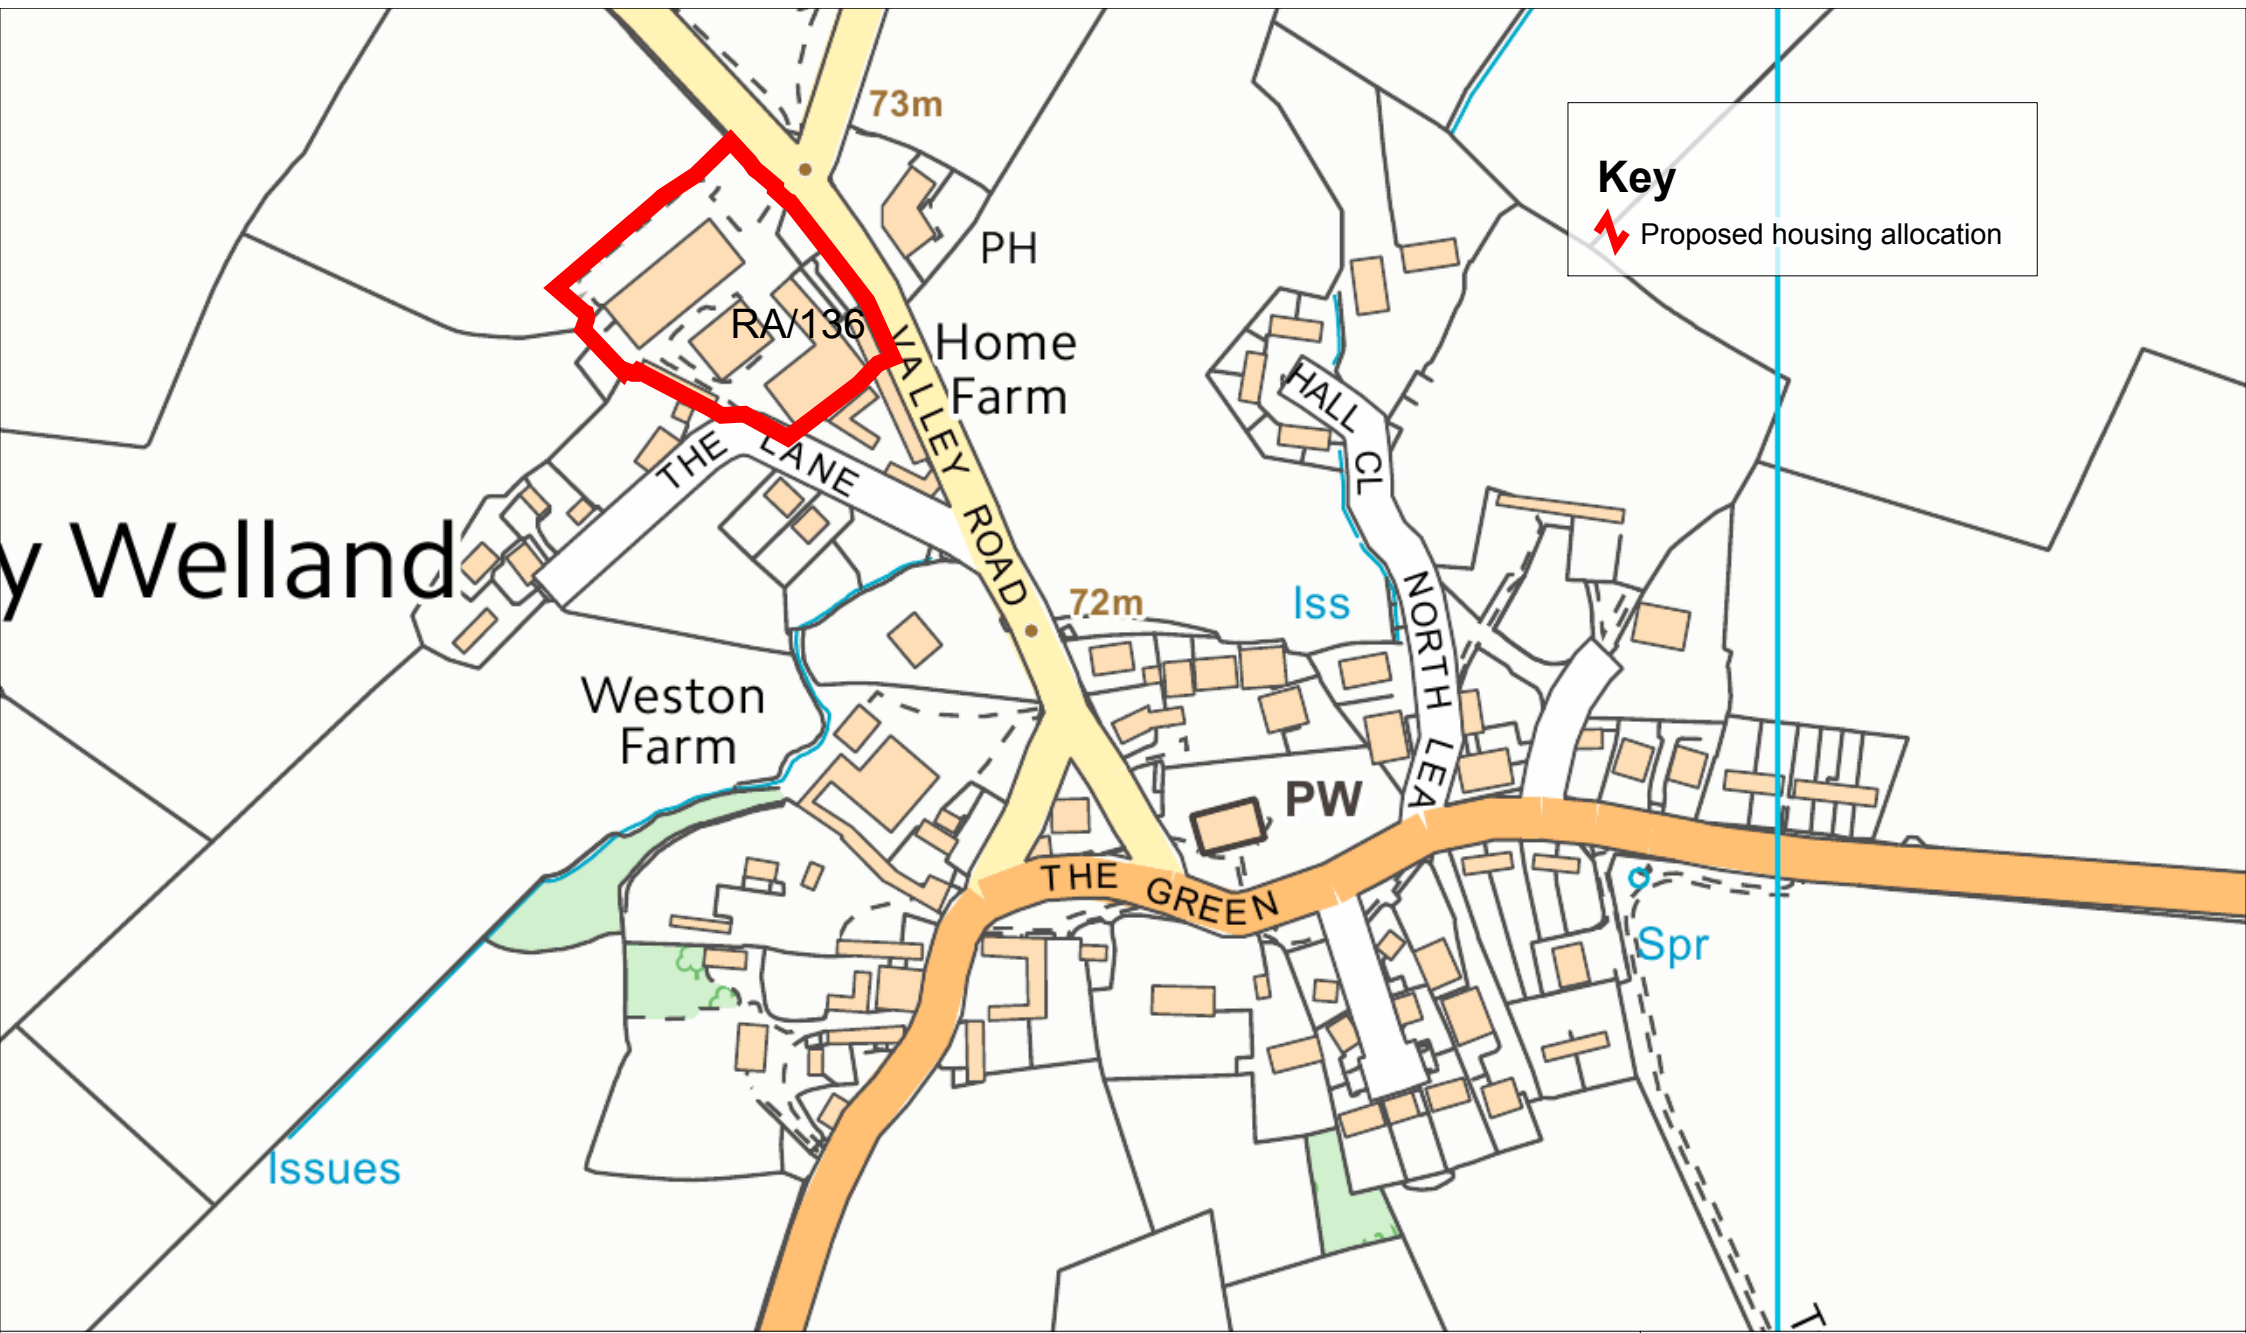 73m
Key
Proposed housing allocation
PH
RA/136
Home
Farm
VALLEY ROAD
HALL CL
THE LANE
y Welland
72m
Iss
NORTH LEA
Weston
Farm
PW
THE GREEN
Spr
Issues
T